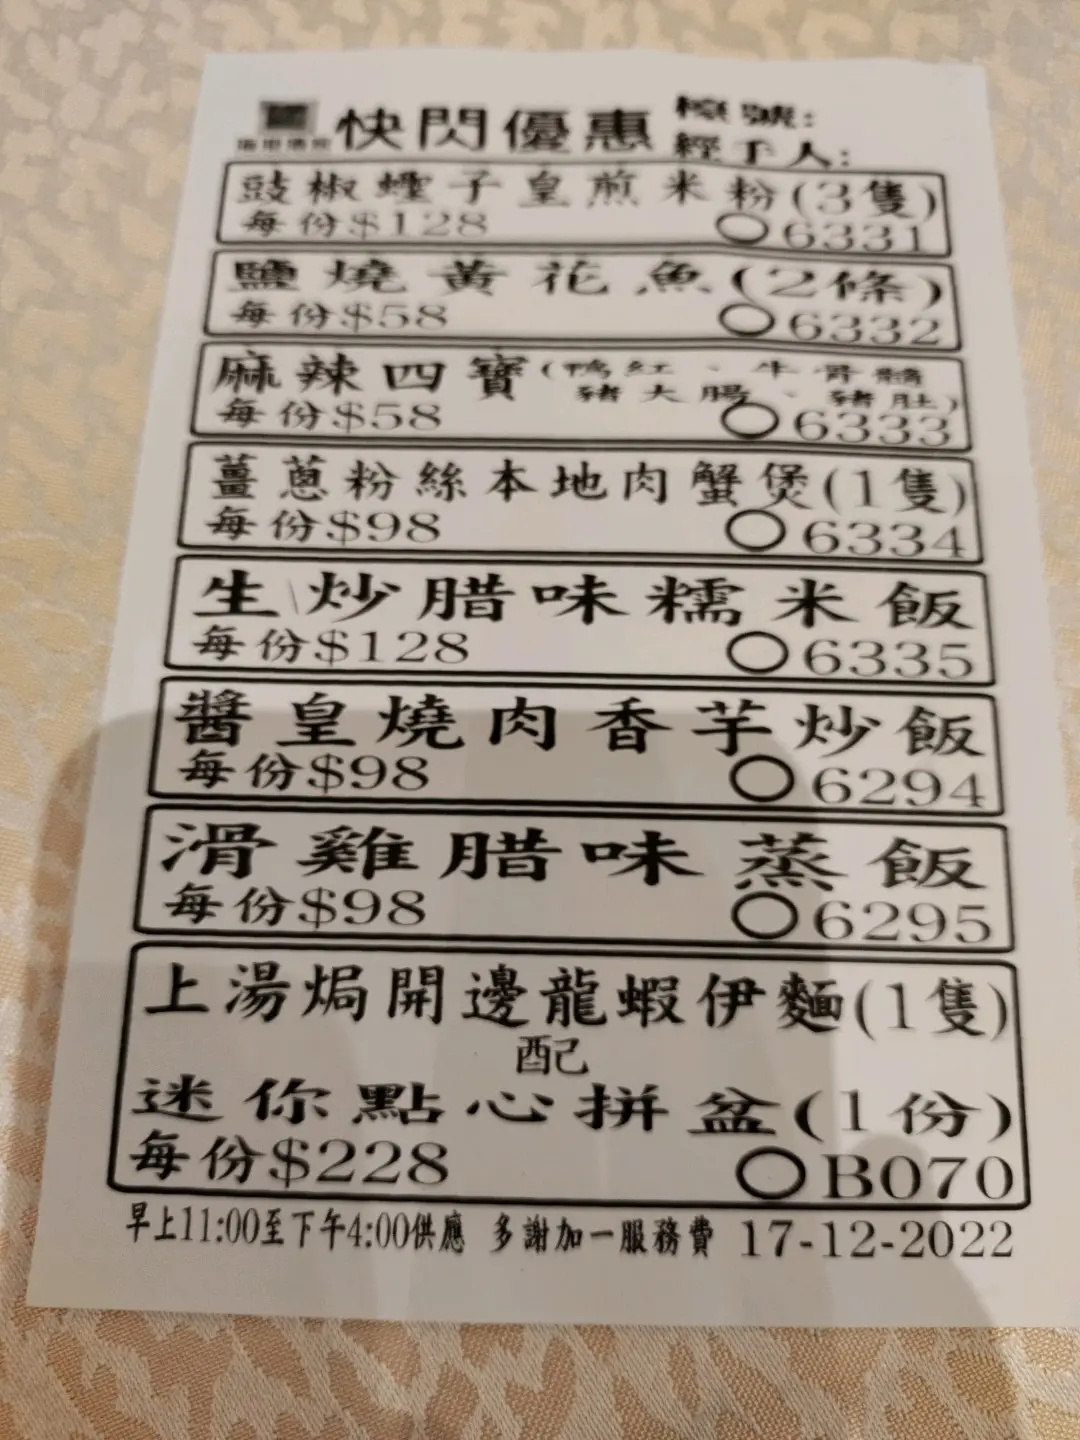 快閃優惠
檯號:
經手人:
豉椒蟶子皇煎米粉(3隻)
每份$128 6331
鹽燒黃花魚(2條)
每份$58 6332
麻辣四寶(鴨紅、牛骨髓
豬大腸、豬肚)
每份$58 6333
薑蔥粉絲本地肉蟹煲(1隻)
每份$98 6334
生炒腊味糯米飯
每份$128 6335
醬皇燒肉香芋炒飯
每份$98 6294
滑雞腊味蒸飯
每份$98 6295
上湯焗開邊龍蝦伊麵(1隻)
配
迷你點心拼盆(1份)
每份$228 B070
早上11:00至下午4:00供應 多謝加一服務費 17-12-2022